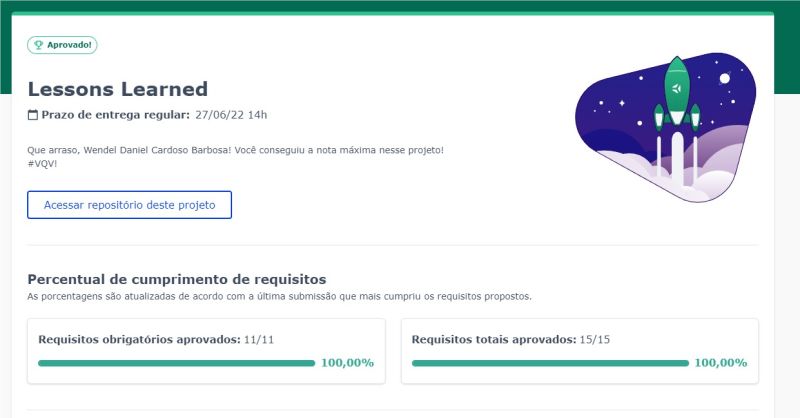 Aprovado!
Lessons Learned
Prazo de entrega regular: 27/06/22 14h
Que arraso, Wendel Daniel Cardoso Barbosa! Você conseguiu a nota máxima nesse projeto!
#VQV!
Acessar repositório deste projeto
Percentual de cumprimento de requisitos
As porcentagens são atualizadas de acordo com a última submissão que mais cumpriu os requisitos propostos.
Requisitos obrigatórios aprovados: 11/11
100,00%
Requisitos totais aprovados: 15/15
100,00%